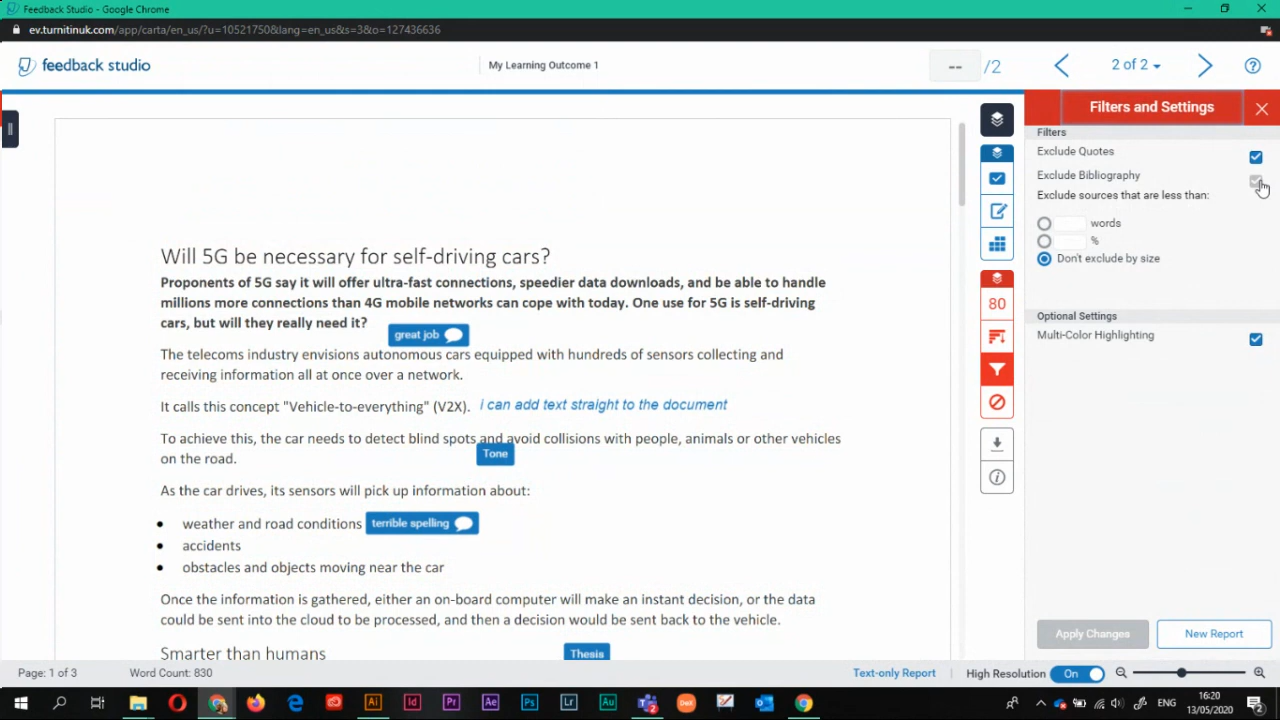 Feedback Studio - Google Chrome
ev.turnitinuk.com/app/carta/en_us/?u=10521750&lang=en_us&s=3&o=127436636
feedback studio
My Learning Outcome 1
-- /2
2 of 2
?
Filters and Settings
Filters
Exclude Quotes
Exclude Bibliography
Exclude sources that are less than:
words
%
Don't exclude by size
Optional Settings
Multi-Color Highlighting
Apply Changes
New Report
80
Will 5G be necessary for self-driving cars?
Proponents of 5G say it will offer ultra-fast connections, speedier data downloads, and be able to handle
millions more connections than 4G mobile networks can cope with today. One use for 5G is self-driving
cars, but will they really need it?
great job
The telecoms industry envisions autonomous cars equipped with hundreds of sensors collecting and
receiving information all at once over a network.
It calls this concept "Vehicle-to-everything" (V2X). i can add text straight to the document
To achieve this, the car needs to detect blind spots and avoid collisions with people, animals or other vehicles
on the road.
Tone
As the car drives, its sensors will pick up information about:
• weather and road conditions terrible spelling
• accidents
• obstacles and objects moving near the car
Once the information is gathered, either an on-board computer will make an instant decision, or the data
could be sent into the cloud to be processed, and then a decision would be sent back to the vehicle.
Smarter than humans
Thesis
Page: 1 of 3
Word Count: 830
Text-only Report
High Resolution On
Ai Id Pr Ae Ps Lr Au
ENG
16:20
13/05/2020